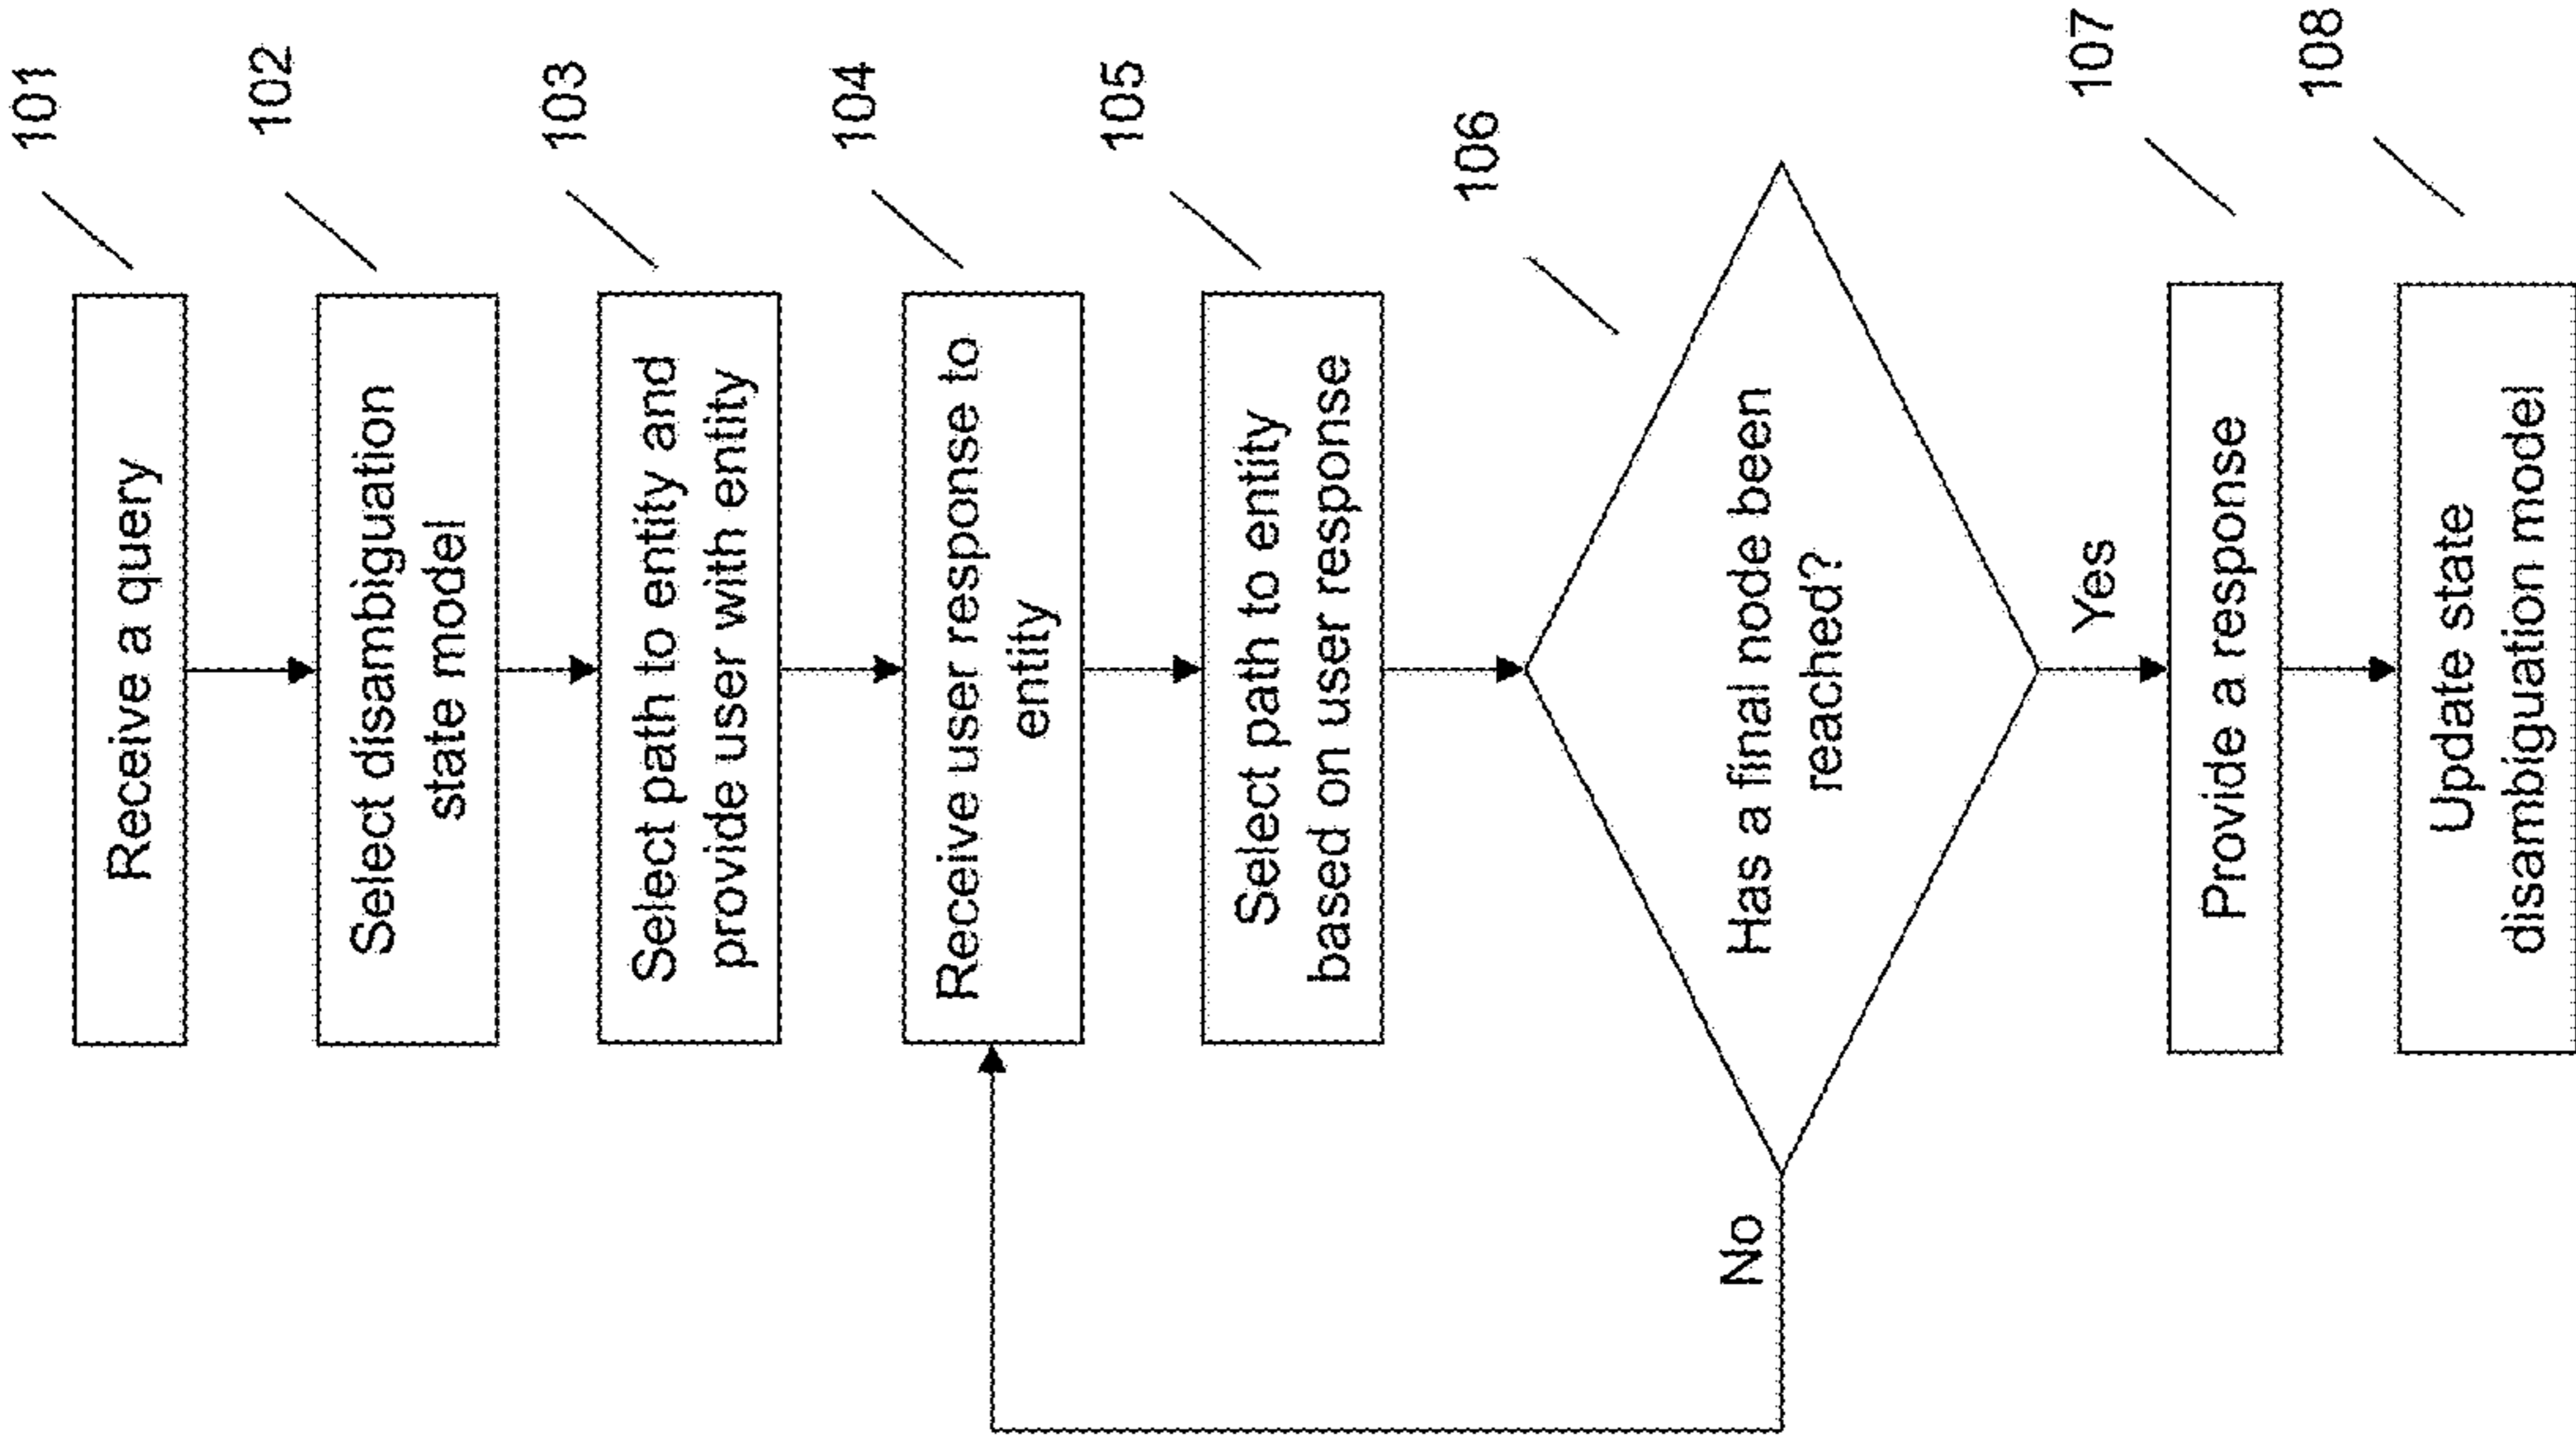 101
Receive a query
102
Select disambiguation
state model
103
Select path to entity and
provide user with entity
104
Receive user response to
entity
105
Select path to entity
based on user response
106
Has a final node been
reached?
No
Yes
107
Provide a response
108
Update state
disambiguation model